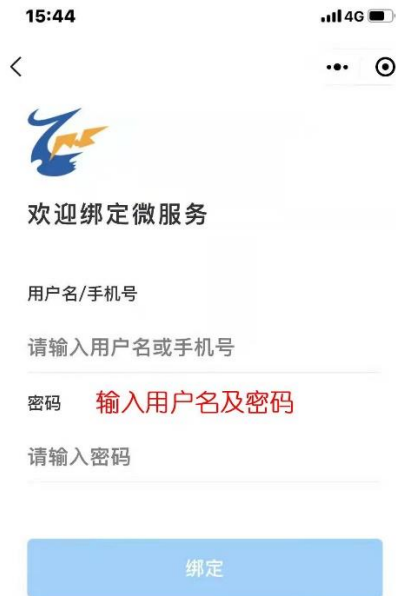 15:44
4G
欢迎绑定微服务
用户名/手机号
请输入用户名或手机号
密码 输入用户名及密码
请输入密码
绑定